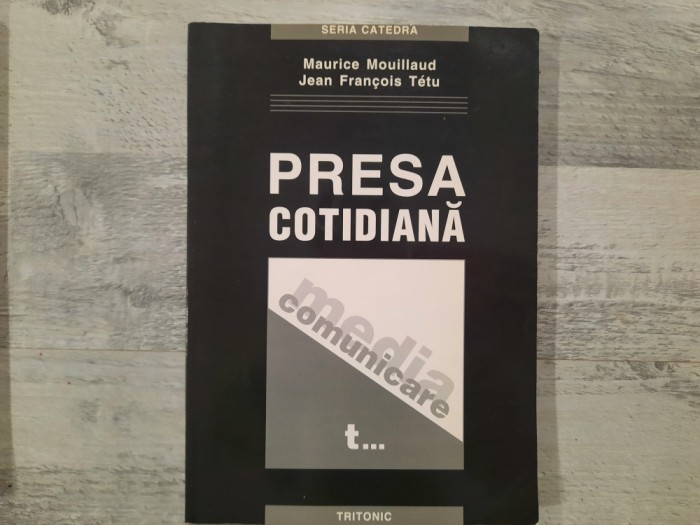 SERIA CATEDRA
Maurice Mouillaud
Jean François Tétu
PRESA
COTIDIANĂ
media
comunicare
t...
TRITONIC